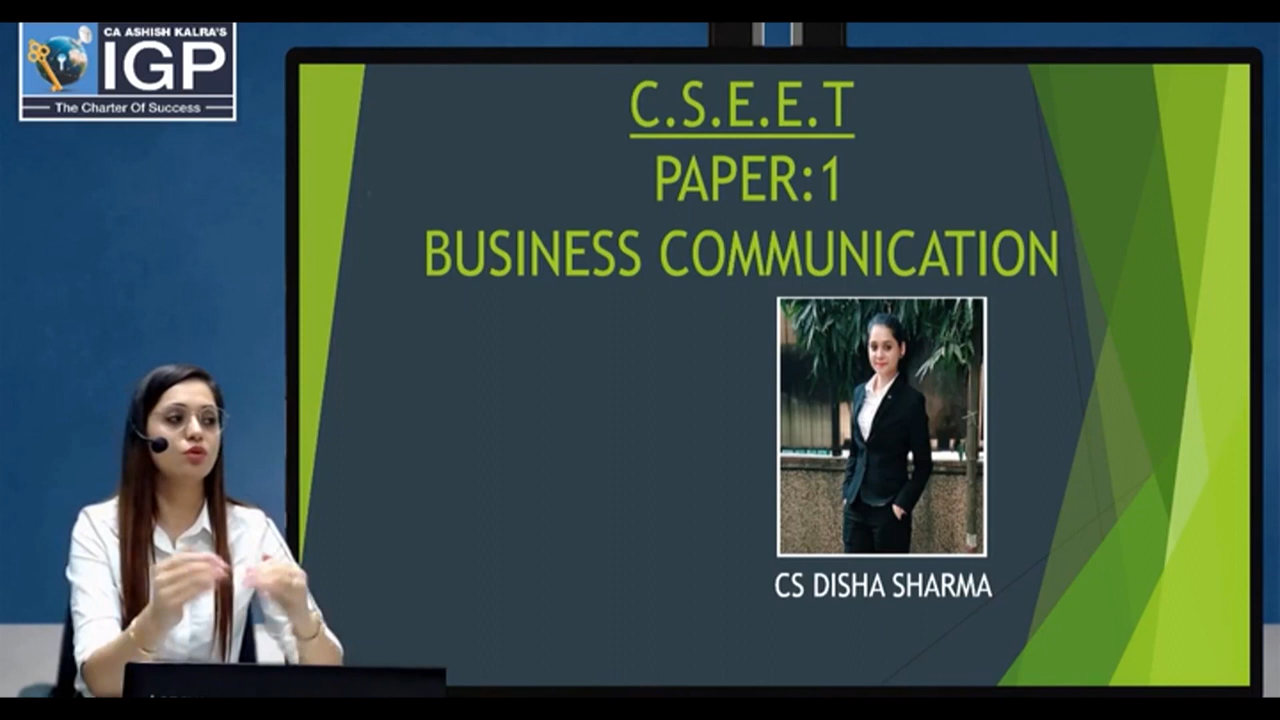 CA ASHISH KALRA'S
IGP
The Charter Of Success
C.S.E.E.T
PAPER:1
BUSINESS COMMUNICATION
CS DISHA SHARMA